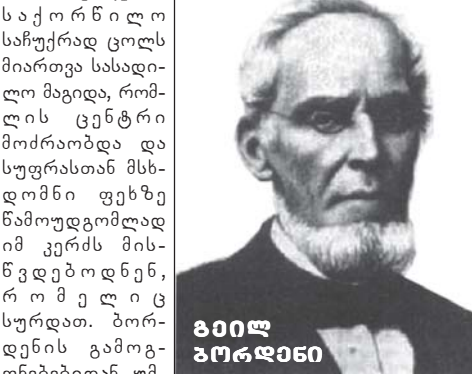 საქორწილო
საჩუქრად ცოლს
მიართვა სასადი-
ლო მაგიდა, რომ-
ლის ცენტრი
მოძრაობდა და
სუფრასთან მსხ-
დომნი ფეხზე
წამოუდგომლად
იმ კერძს მის-
წვდებოდნენ,
რომელიც
სურდათ. ბორ-
დენის გამოგ-
გეილ
ბორდენი